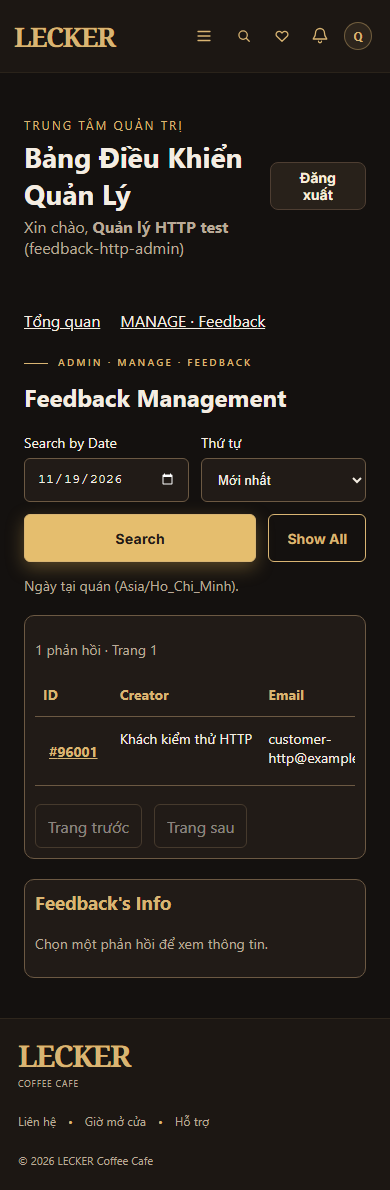 LECKER
Q
TRUNG TÂM QUẢN TRỊ
Bảng Điều Khiển
Quản Lý
Đăng
xuất
Xin chào, Quản lý HTTP test
(feedback-http-admin)
Tổng quan MANAGE · Feedback
ADMIN · MANAGE · FEEDBACK
Feedback Management
Search by Date Thứ tự
11/19/2026 Mới nhất
Search Show All
Ngày tại quán (Asia/Ho_Chi_Minh).
1 phản hồi · Trang 1
ID Creator Email
#96001 Khách kiểm thử HTTP customer-
http@example
Trang trước Trang sau
Feedback's Info
Chọn một phản hồi để xem thông tin.
LECKER
COFFEE CAFE
Liên hệ • Giờ mở cửa • Hỗ trợ
© 2026 LECKER Coffee Cafe